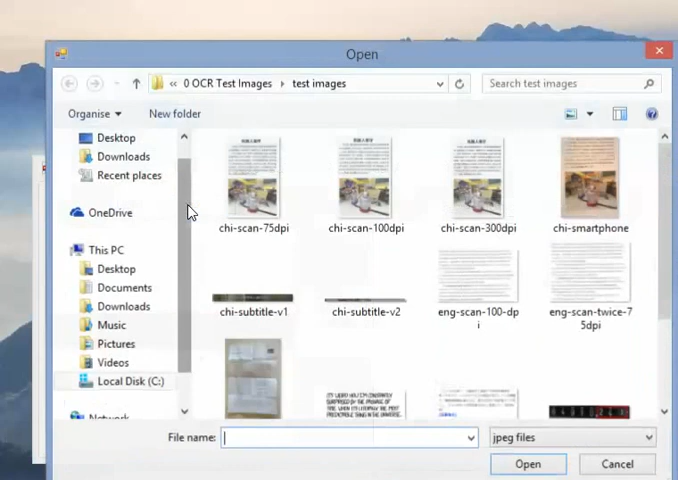 Open
« 0 OCR Test Images › test images
Search test images
Organise
New folder
Desktop
Downloads
Recent places
OneDrive
This PC
Desktop
Documents
Downloads
Music
Pictures
Videos
Local Disk (C:)
Network
chi-scan-75dpi
chi-scan-100dpi
chi-scan-300dpi
chi-smartphone
chi-subtitle-v1
chi-subtitle-v2
eng-scan-100-dp
i
eng-scan-twice-7
5dpi
File name:
jpeg files
Open
Cancel